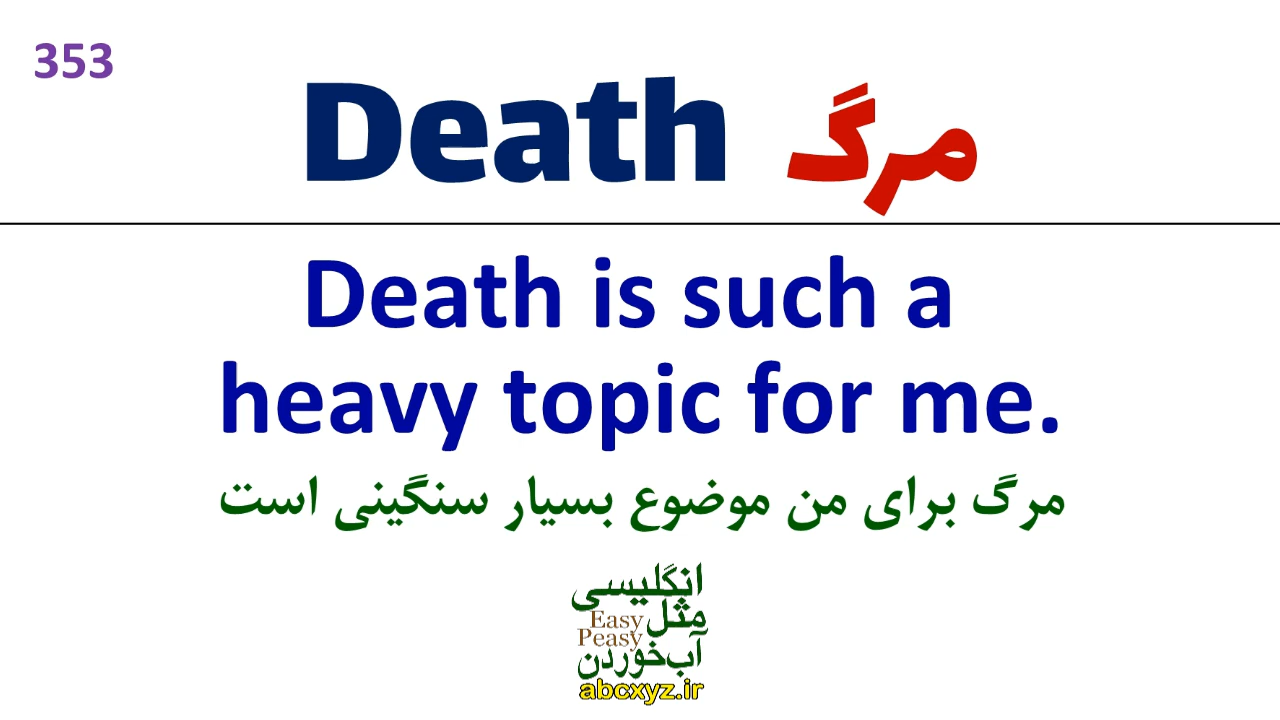 353
Death مرگ
Death is such a
heavy topic for me.
مرگ برای من موضوع بسیار سنگینی است
انگلیسی
مثل
Easy
Peasy
آب‌خوردن
abcxyz.ir